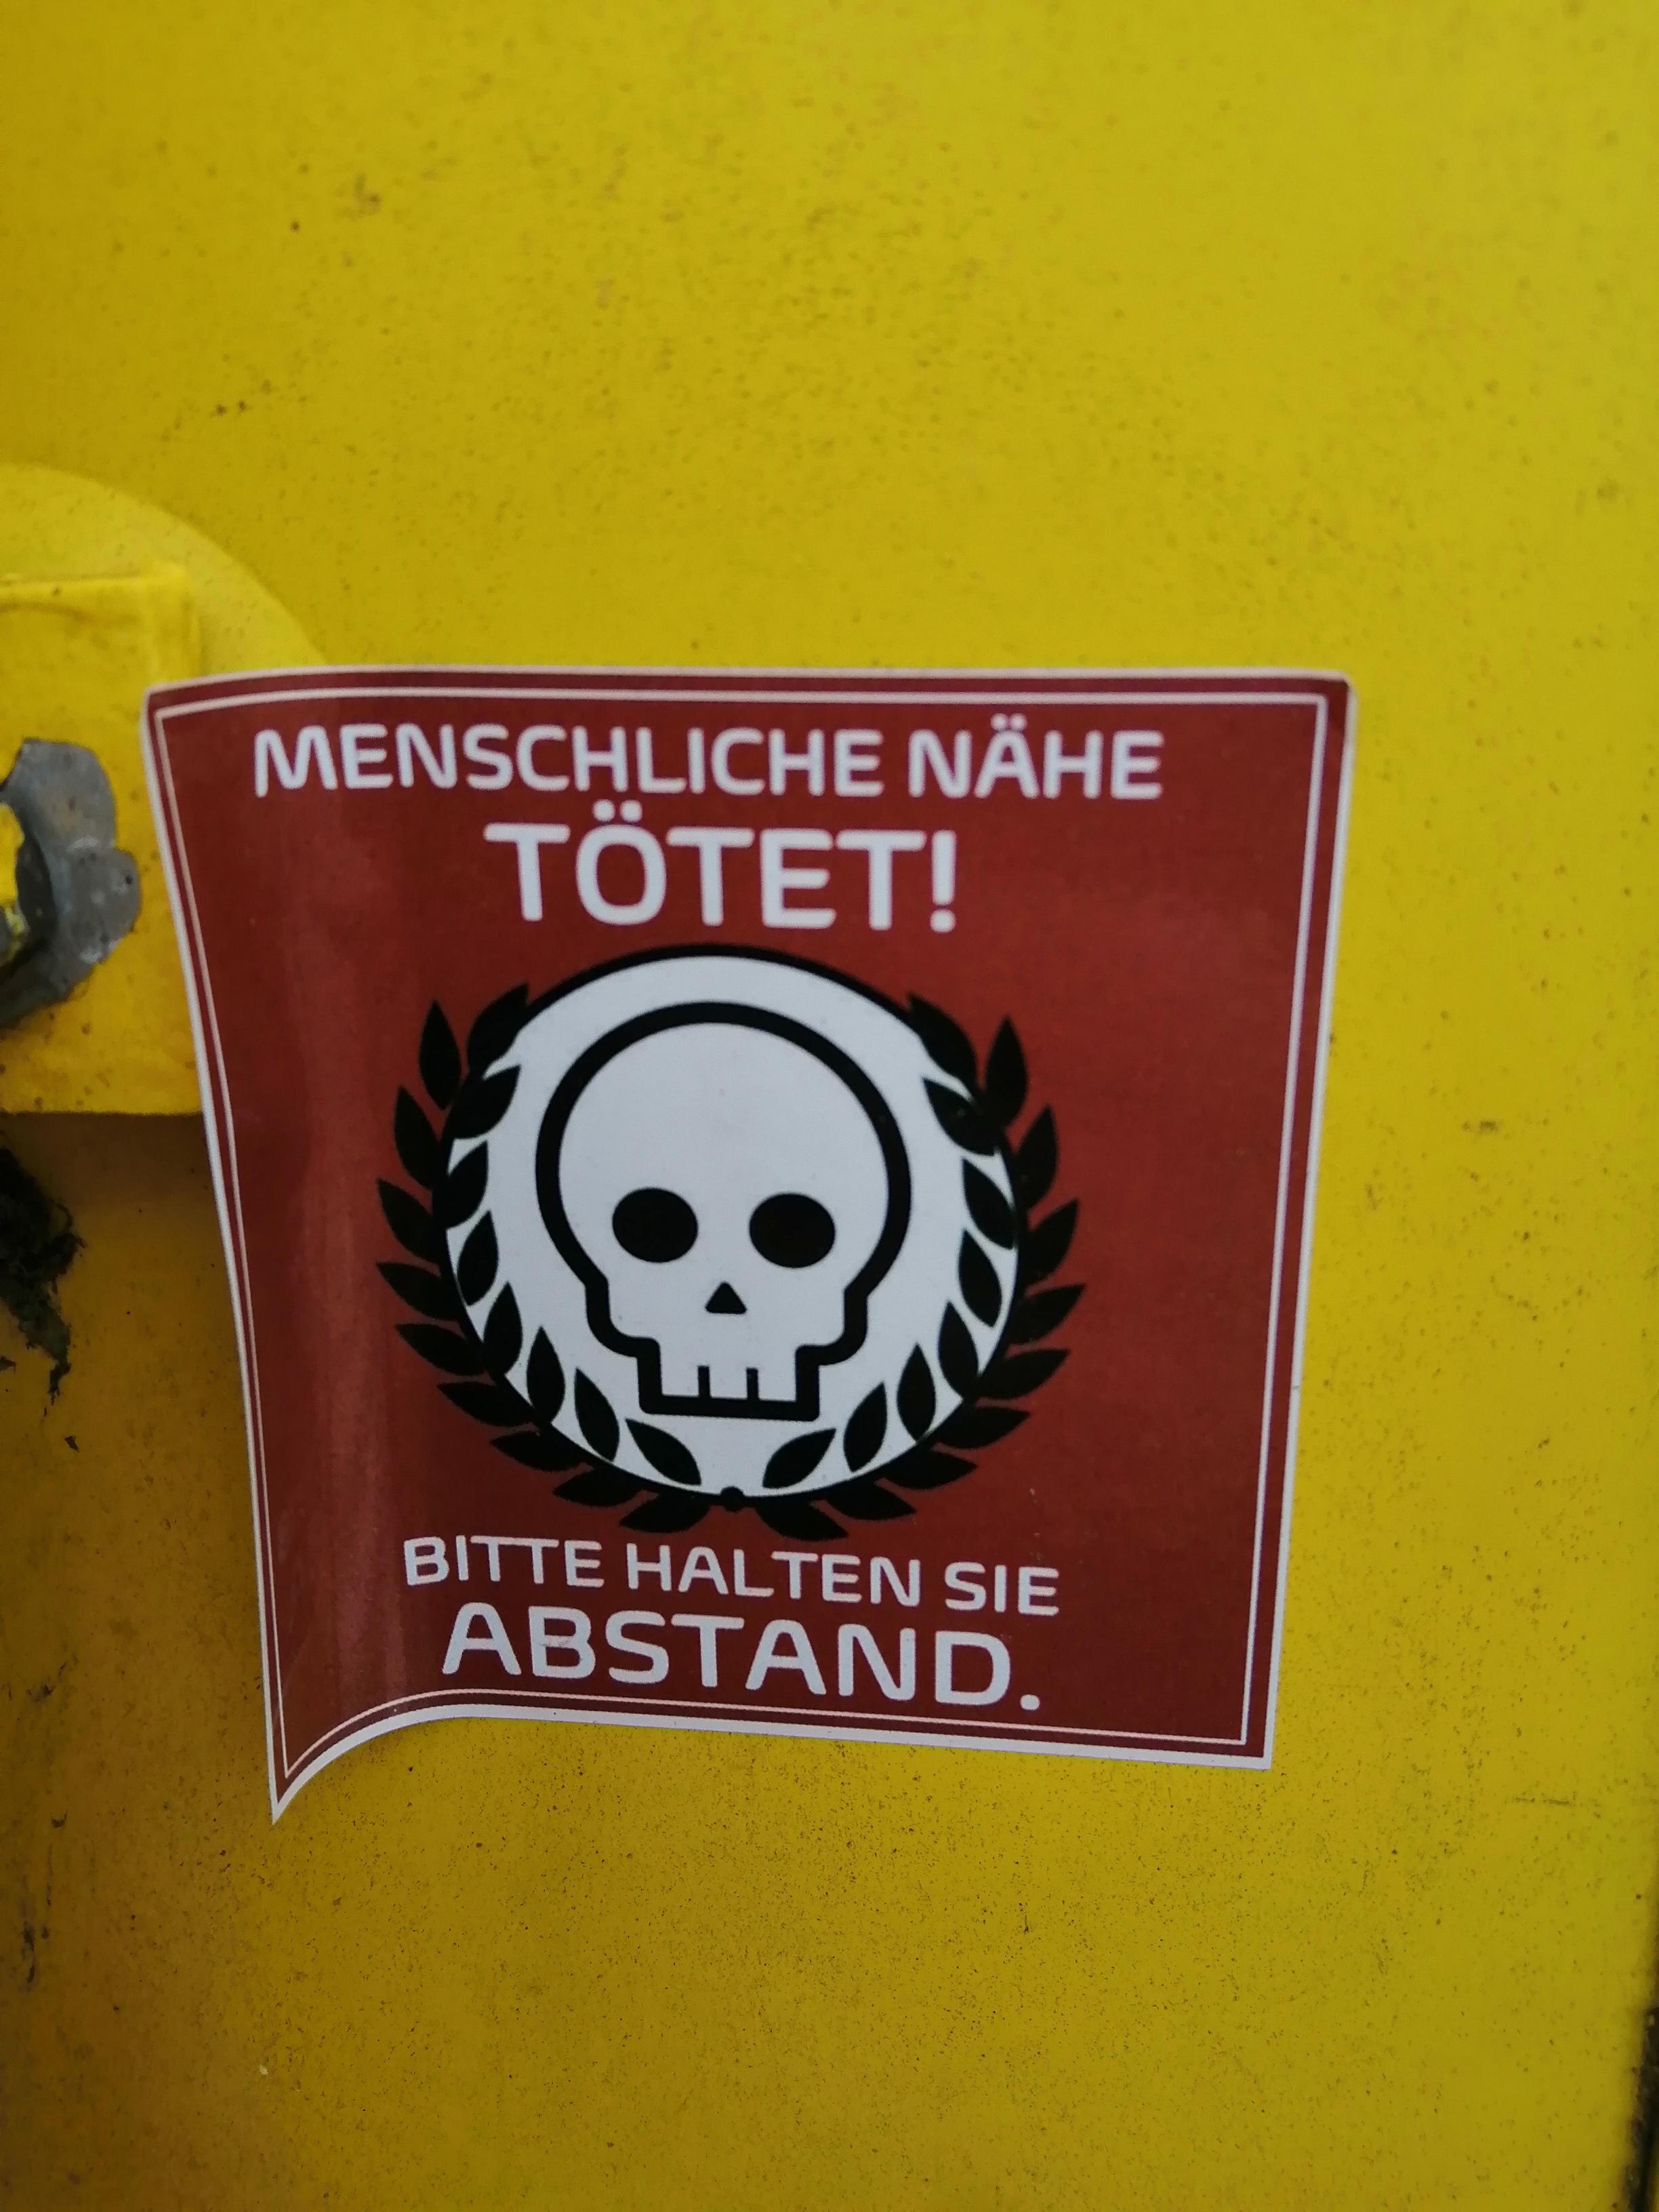 MENSCHLICHE NÄHE
TÖTET!
BITTE HALTEN SIE
ABSTAND.